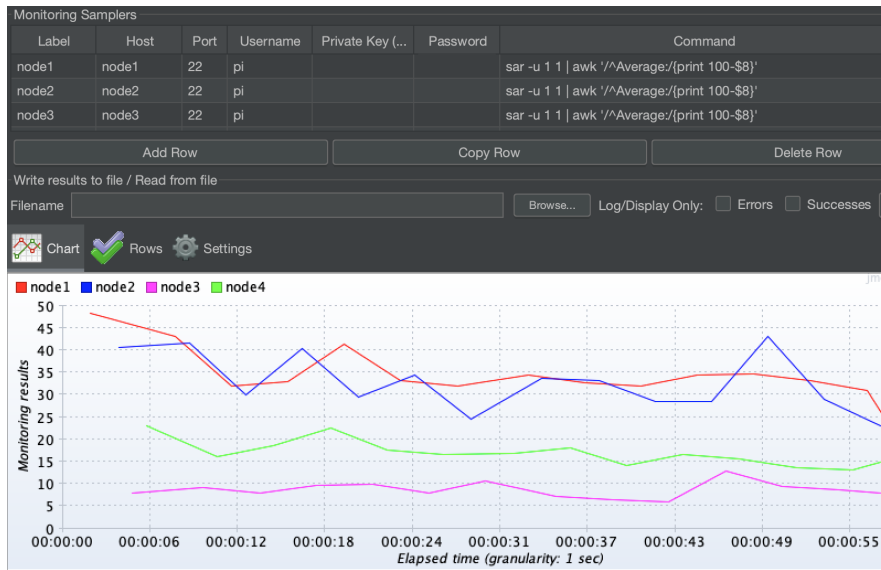 Monitoring Samplers
Label Host Port Username Private Key (... Password Command
node1 node1 22 pi sar -u 1 1 | awk '/^Average:/{print 100-$8}'
node2 node2 22 pi sar -u 1 1 | awk '/^Average:/{print 100-$8}'
node3 node3 22 pi sar -u 1 1 | awk '/^Average:/{print 100-$8}'
Add Row Copy Row Delete Row
Write results to file / Read from file
Filename Browse... Log/Display Only: Errors Successes
Chart Rows Settings
jm
node1 node2 node3 node4
50
45
40
35
30
25
20
15
10
5
0
Monitoring results
00:00:00 00:00:06 00:00:12 00:00:18 00:00:24 00:00:31 00:00:37 00:00:43 00:00:49 00:00:55
Elapsed time (granularity: 1 sec)